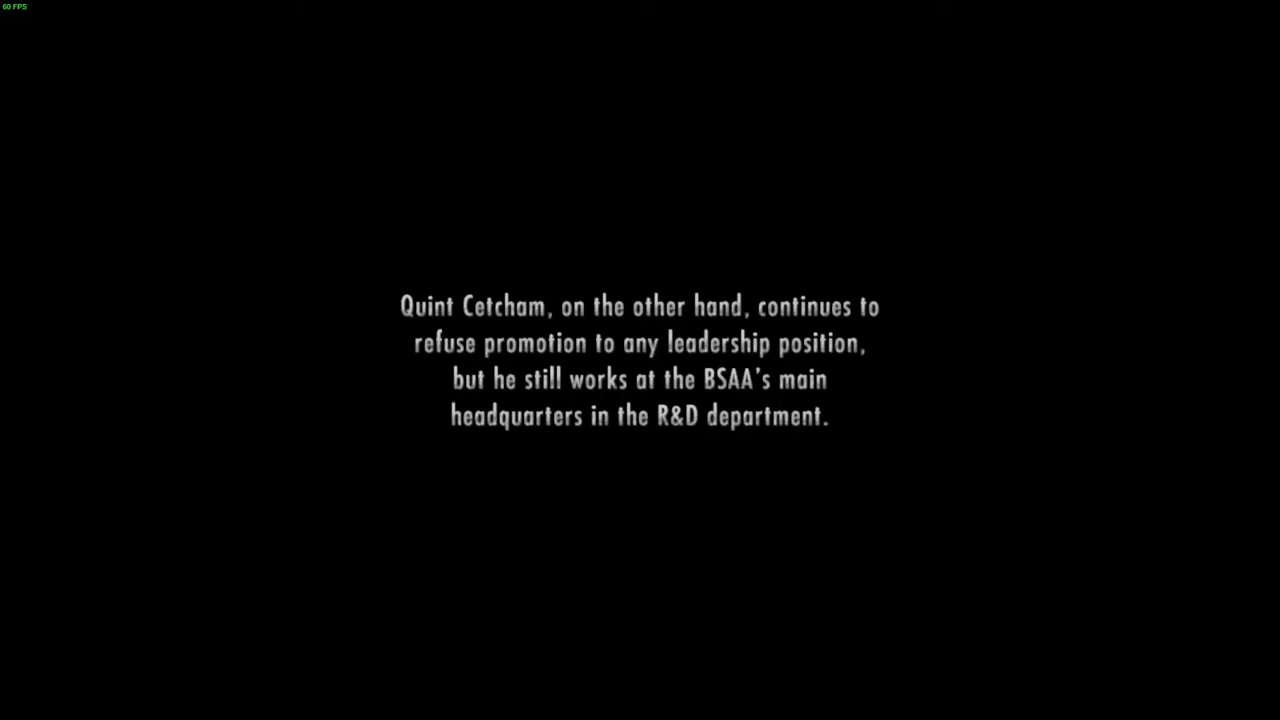 60 FPS
Quint Cetcham, on the other hand, continues to
refuse promotion to any leadership position,
but he still works at the BSAA's main
headquarters in the R&D department.